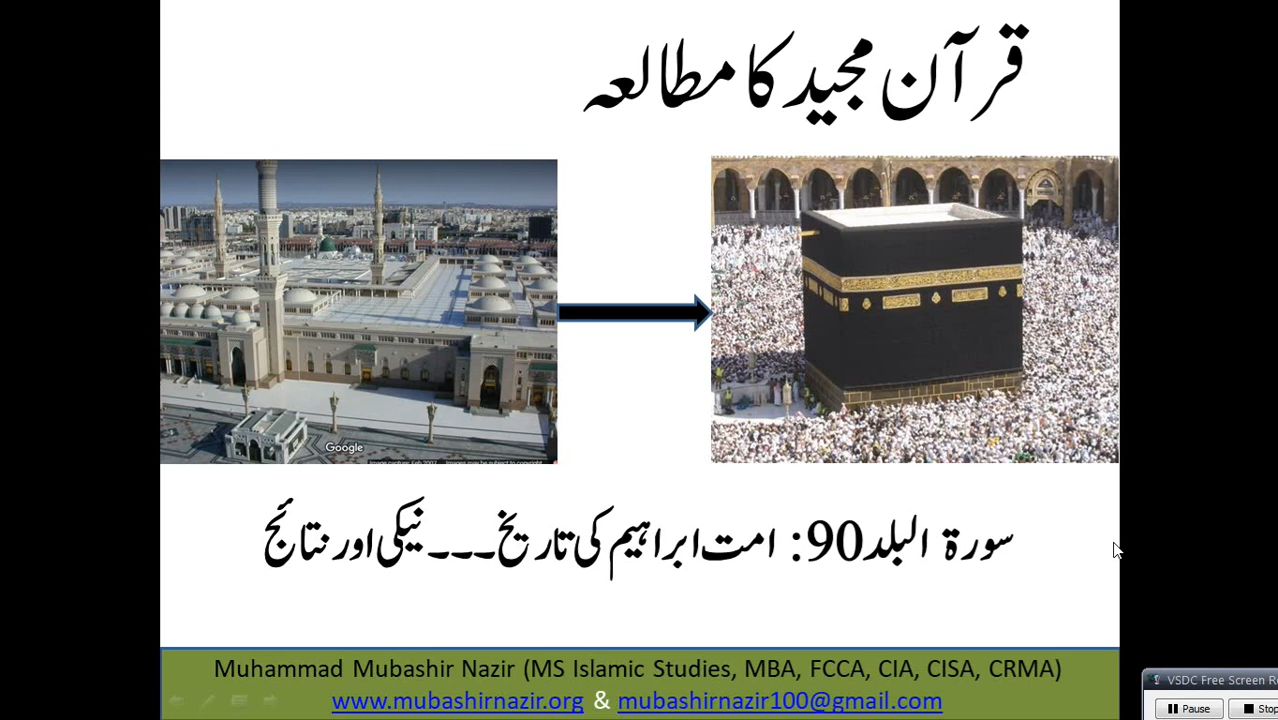 قرآن مجید کا مطالعہ
Google
سورۃ البلد 90: امت ابراہیم کی تاریخ۔۔۔ نیکی اور نتائج
Muhammad Mubashir Nazir (MS Islamic Studies, MBA, FCCA, CIA, CISA, CRMA)
www.mubashirnazir.org & mubashirnazir100@gmail.com
VSDC Free Screen Re
Pause
Stop